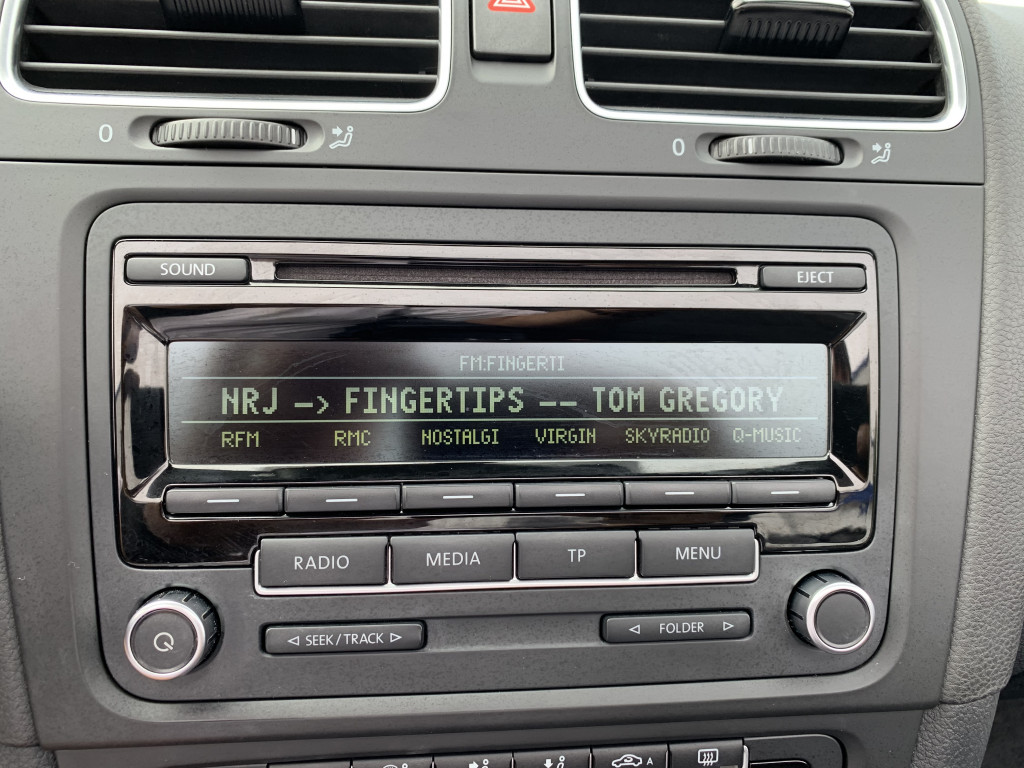 0
0
SOUND
EJECT
FM:FINGERTI
NRJ -> FINGERTIPS -- TOM GREGORY
RFM RMC NOSTALGI VIRGIN SKYRADIO Q-MUSIC
RADIO MEDIA TP MENU
SEEK/TRACK
FOLDER
A